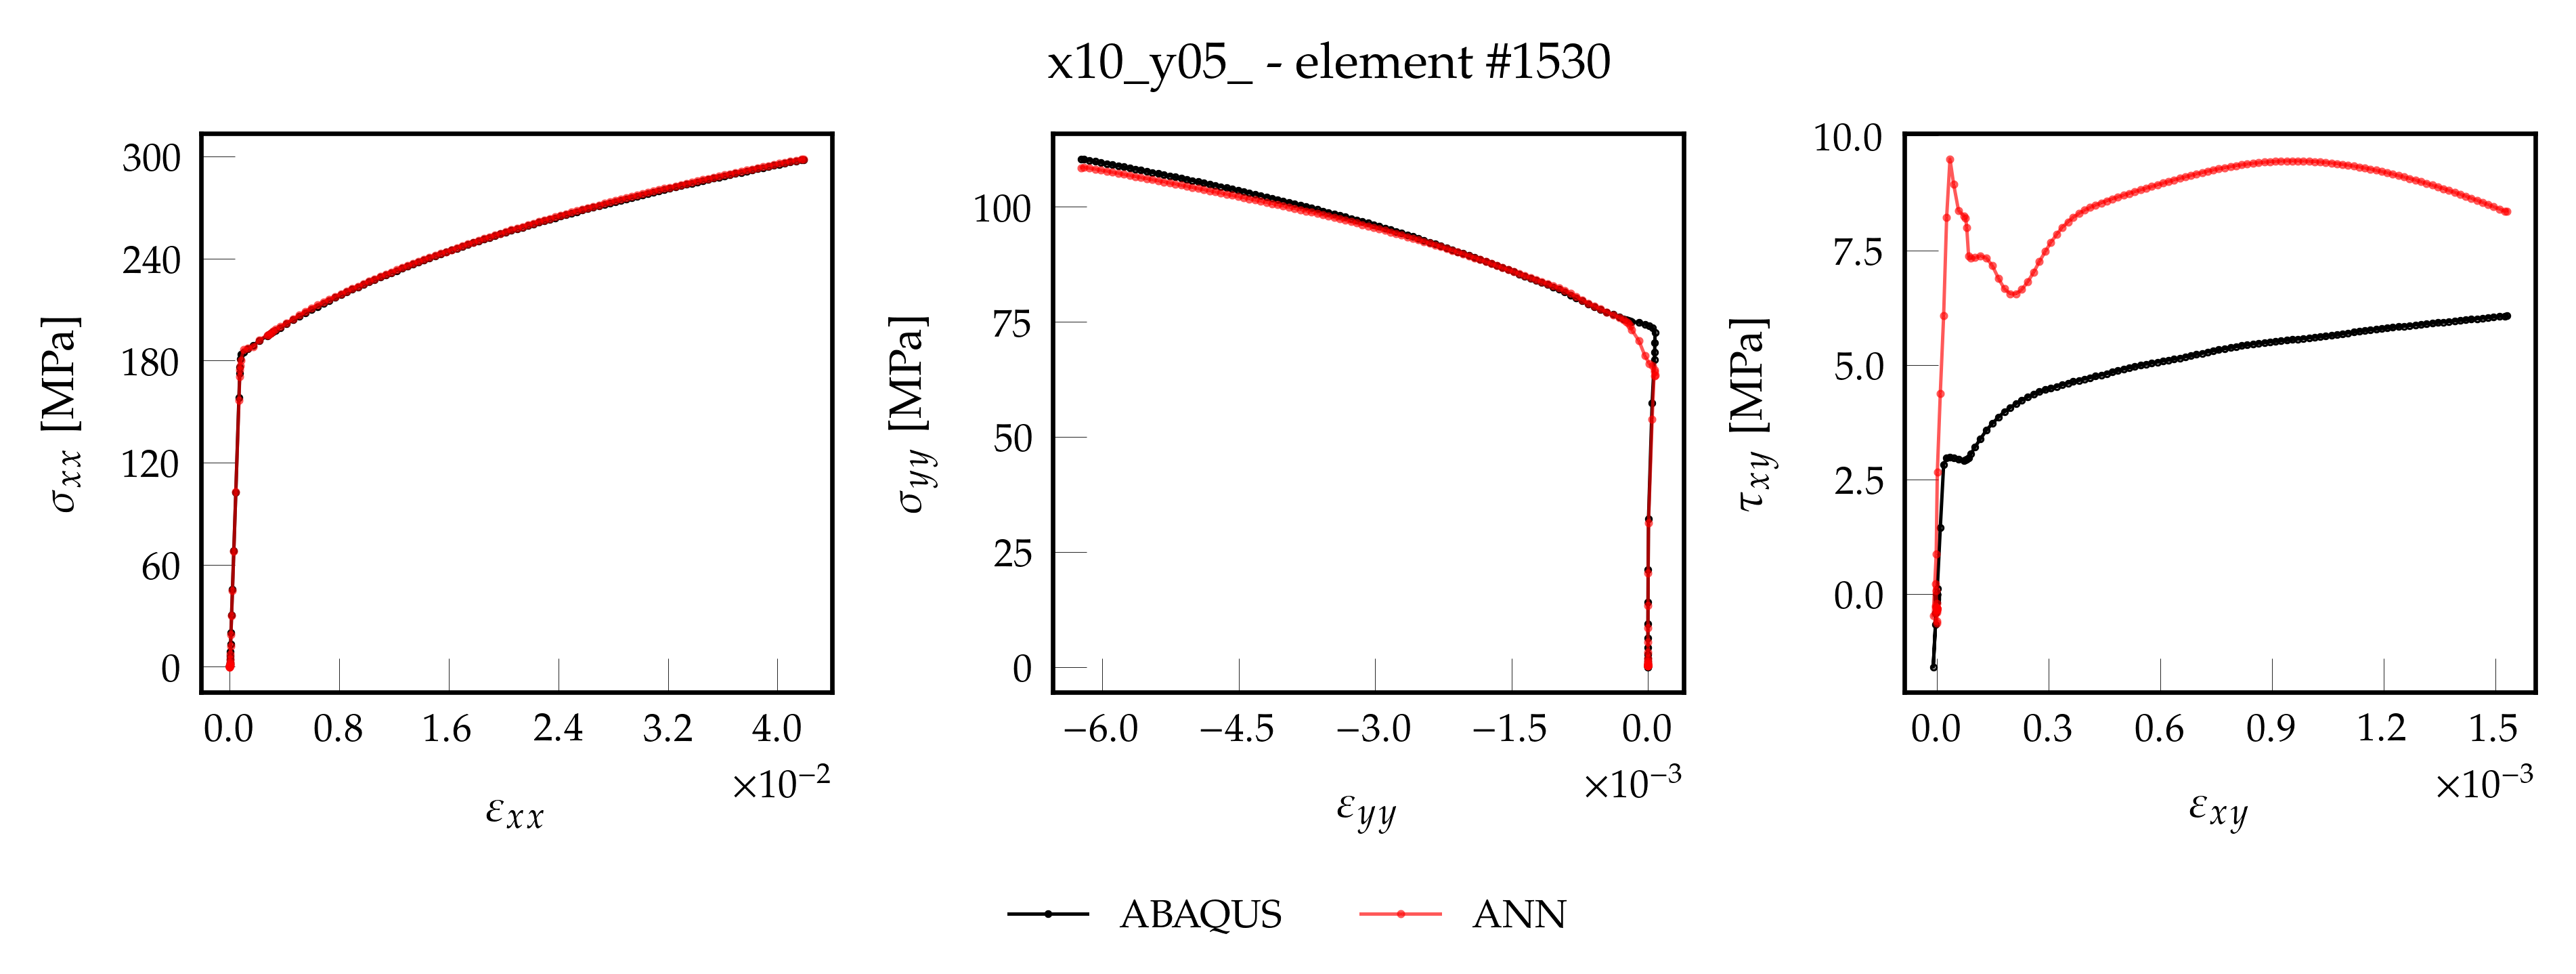 x10_y05_ - element #1530
σxx [MPa]
300
240
180
120
60
0
0.0 0.8 1.6 2.4 3.2 4.0
×10−2
εxx
σyy [MPa]
100
75
50
25
0
−6.0 −4.5 −3.0 −1.5 0.0
×10−3
εyy
τxy [MPa]
10.0
7.5
5.0
2.5
0.0
0.0 0.3 0.6 0.9 1.2 1.5
×10−3
εxy
ABAQUS ANN